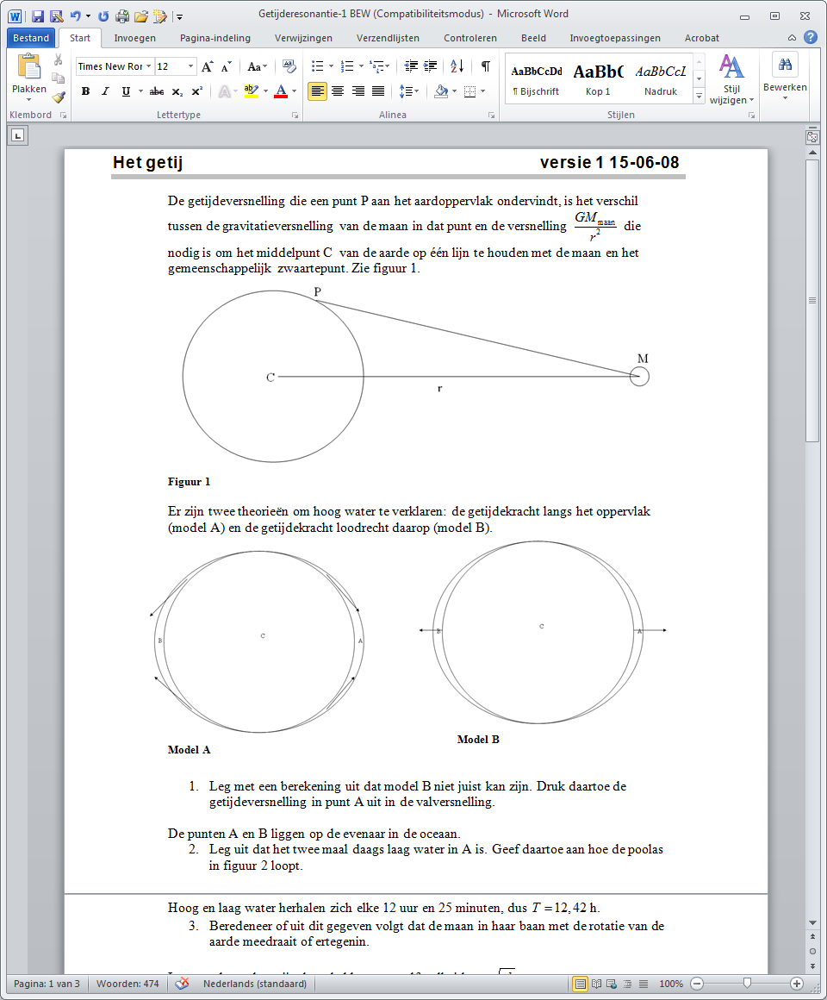 Getijderesonantie-1 BEW (Compatibiliteitsmodus) - Microsoft Word
Bestand Start Invoegen Pagina-indeling Verwijzingen Verzendlijsten Controleren Beeld Invoegtoepassingen Acrobat
Plakken
Klembord
Times New Ror 12
Lettertype
Alinea
AaBbCcDd AaBbC AaBbCcL
¶ Bijschrift Kop 1 Nadruk
Stijlen
Stijl wijzigen
Bewerken
Het getij versie 1 15-06-08
De getijdeversnelling die een punt P aan het aardoppervlak ondervindt, is het verschil
tussen de gravitatieversnelling van de maan in dat punt en de versnelling GM_maan / r² die
nodig is om het middelpunt C van de aarde op één lijn te houden met de maan en het
gemeenschappelijk zwaartepunt. Zie figuur 1.
P
M
C
r
Figuur 1
Er zijn twee theorieën om hoog water te verklaren: de getijdekracht langs het oppervlak
(model A) en de getijdekracht loodrecht daarop (model B).
B C A
B C A
Model A
Model B
1. Leg met een berekening uit dat model B niet juist kan zijn. Druk daartoe de
getijdeversnelling in punt A uit in de valversnelling.
De punten A en B liggen op de evenaar in de oceaan.
2. Leg uit dat het twee maal daags laag water in A is. Geef daartoe aan hoe de poolas
in figuur 2 loopt.
Hoog en laag water herhalen zich elke 12 uur en 25 minuten, dus T = 12,42 h.
3. Beredeneer of uit dit gegeven volgt dat de maan in haar baan met de rotatie van de
aarde meedraait of ertegenin.
Pagina: 1 van 3 Woorden: 474 Nederlands (standaard) 100%